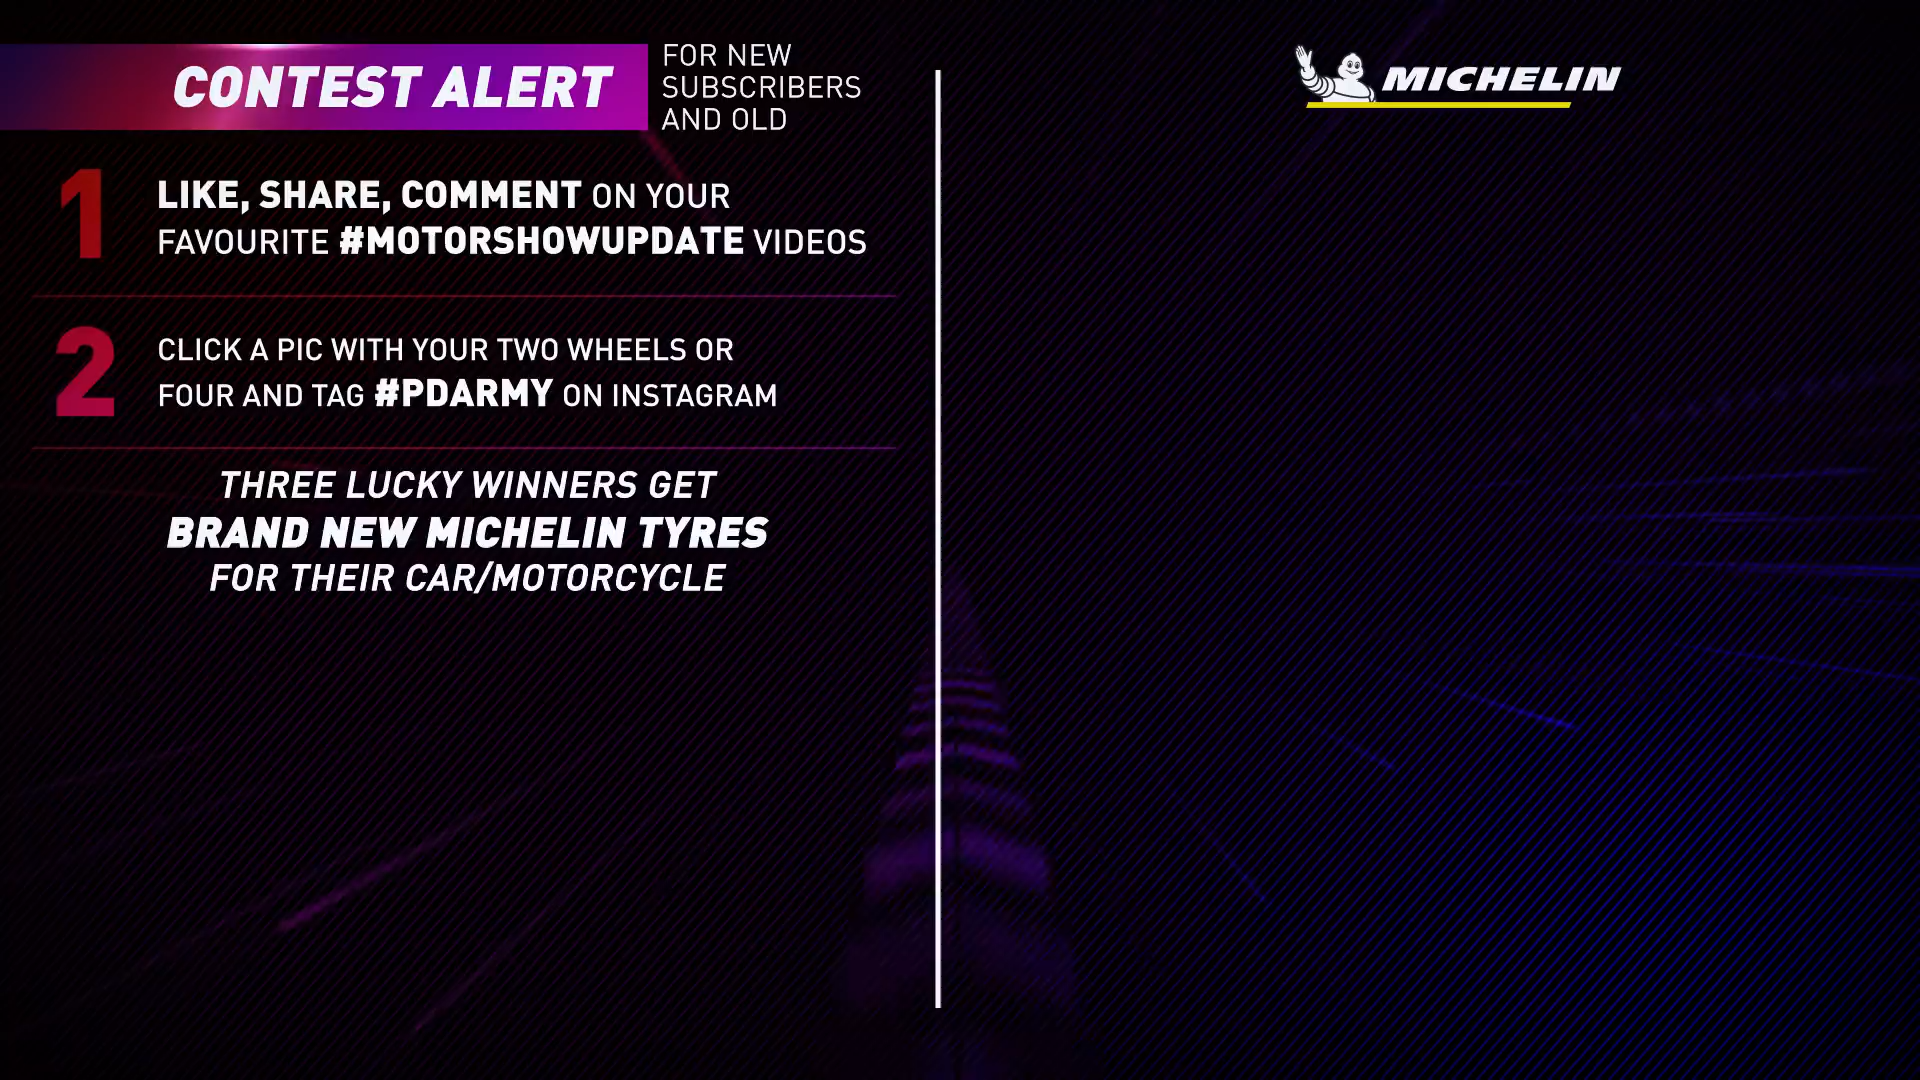 CONTEST ALERT
FOR NEW
SUBSCRIBERS
AND OLD
1
LIKE, SHARE, COMMENT ON YOUR
FAVOURITE #MOTORSHOWUPDATE VIDEOS
2
CLICK A PIC WITH YOUR TWO WHEELS OR
FOUR AND TAG #PDARMY ON INSTAGRAM
THREE LUCKY WINNERS GET
BRAND NEW MICHELIN TYRES
FOR THEIR CAR/MOTORCYCLE
MICHELIN